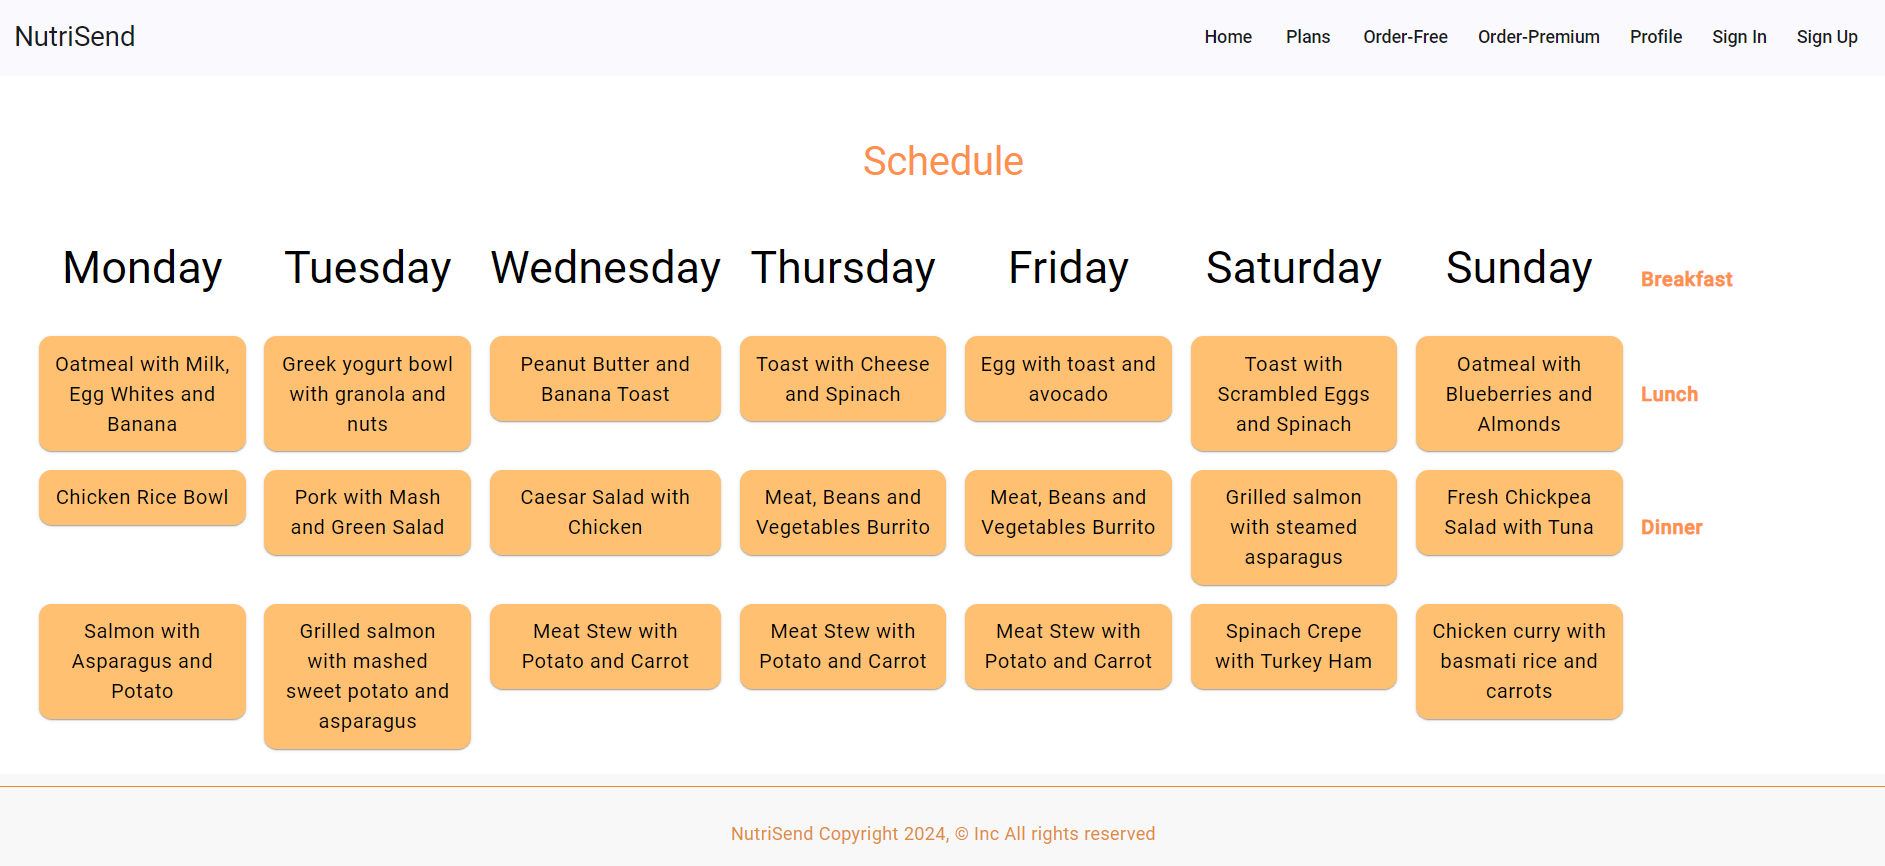 NutriSend
Home Plans Order-Free Order-Premium Profile Sign In Sign Up
Schedule
Monday Tuesday Wednesday Thursday Friday Saturday Sunday
Breakfast
Oatmeal with Milk,
Egg Whites and
Banana
Greek yogurt bowl
with granola and
nuts
Peanut Butter and
Banana Toast
Toast with Cheese
and Spinach
Egg with toast and
avocado
Toast with
Scrambled Eggs
and Spinach
Oatmeal with
Blueberries and
Almonds
Lunch
Chicken Rice Bowl
Pork with Mash
and Green Salad
Caesar Salad with
Chicken
Meat, Beans and
Vegetables Burrito
Meat, Beans and
Vegetables Burrito
Grilled salmon
with steamed
asparagus
Fresh Chickpea
Salad with Tuna
Dinner
Salmon with
Asparagus and
Potato
Grilled salmon
with mashed
sweet potato and
asparagus
Meat Stew with
Potato and Carrot
Meat Stew with
Potato and Carrot
Meat Stew with
Potato and Carrot
Spinach Crepe
with Turkey Ham
Chicken curry with
basmati rice and
carrots
NutriSend Copyright 2024, © Inc All rights reserved